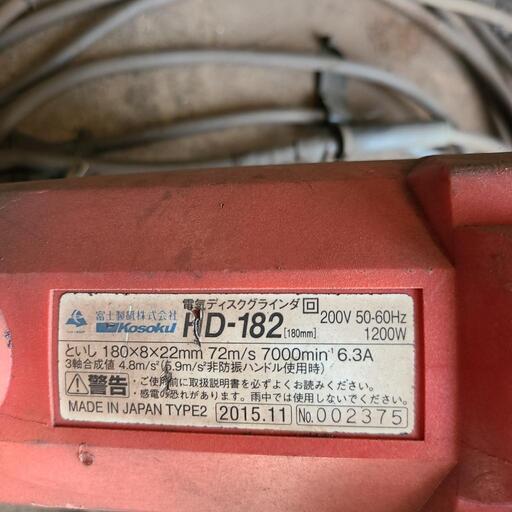 電気ディスクグラインダ
富士製砥株式会社
Kosoku HD-182 [180mm] 200V 50-60Hz
1200W
といし 180×8×22mm 72m/s 7000min⁻¹ 6.3A
3軸合成値 4.8m/s² (5.9m/s²非防振ハンドル使用時)
警告 ・ご使用前に取扱説明書を必ずよくお読みください。
・感電の恐れがあります。雨中では使用しないでください。
MADE IN JAPAN TYPE2 2015.11 No.002375